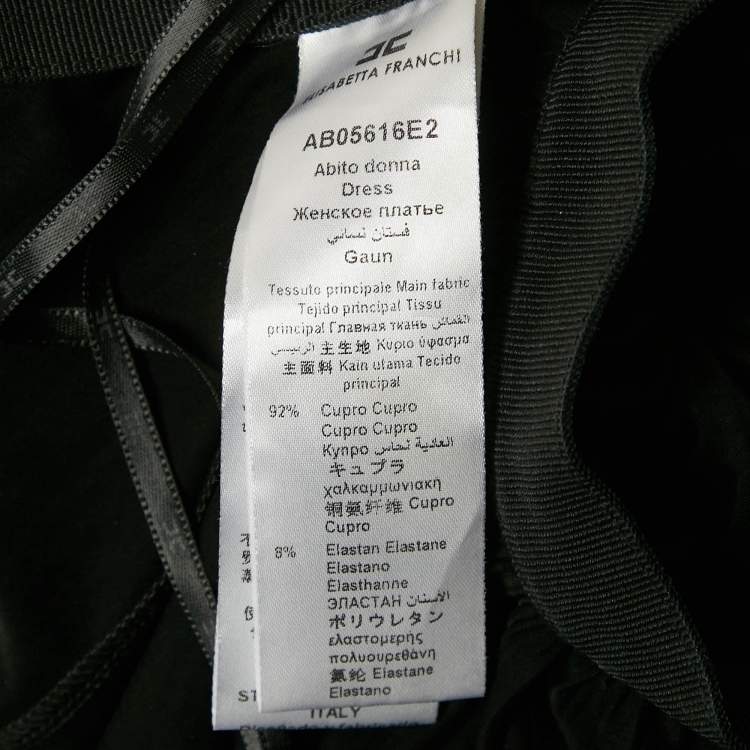 ELISABETTA FRANCHI
AB05616E2
Abito donna
Dress
Женское платье
فستان نسائي
Gaun
Tessuto principale Main fabric
Tejido principal Tissu
principal Главная ткань القماش
الرئيسي 主生地 Κυριο ύφασμα
主面料 Kain utama Tecido
principal
92% Cupro Cupro
Cupro Cupro
Купро العادية نحاس
キュプラ
χαλκαμμωνιακή
铜氨纤维 Cupro
Cupro
8% Elastan Elastane
Elastano
Elasthanne
ЭЛАСТАН الأستان
ポリウレタン
ελαστομερής
πολυουρεθάνη
氨纶 Elastane
Elastano
ST
ITALY